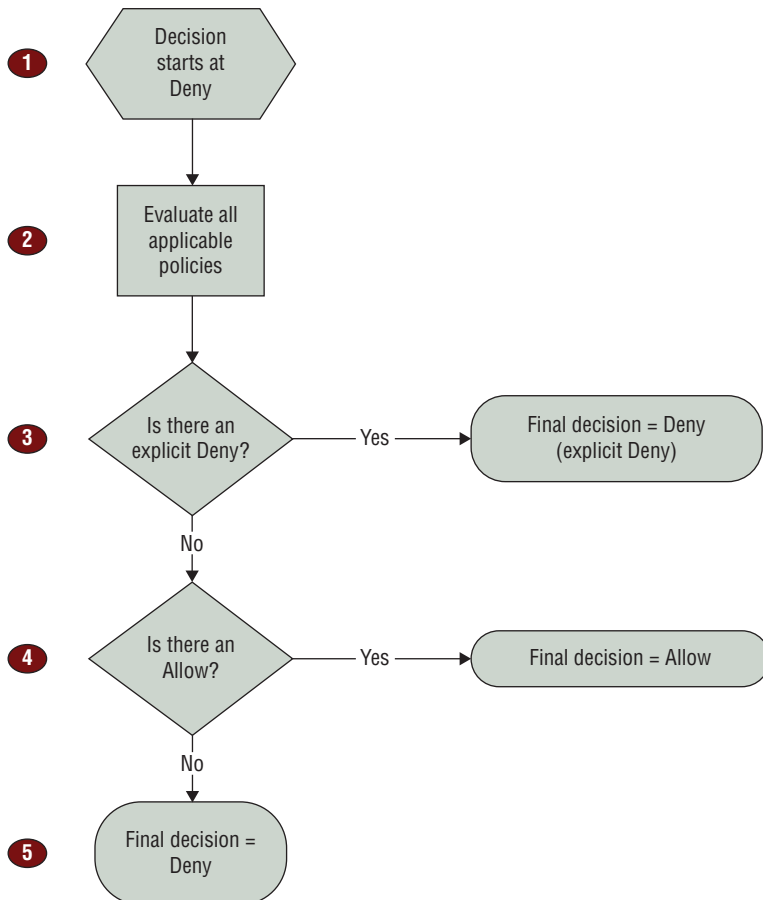 1
Decision
starts at
Deny
2
Evaluate all
applicable
policies
3
Is there an
explicit Deny?
Yes
Final decision = Deny
(explicit Deny)
No
4
Is there an
Allow?
Yes
Final decision = Allow
No
5
Final decision =
Deny